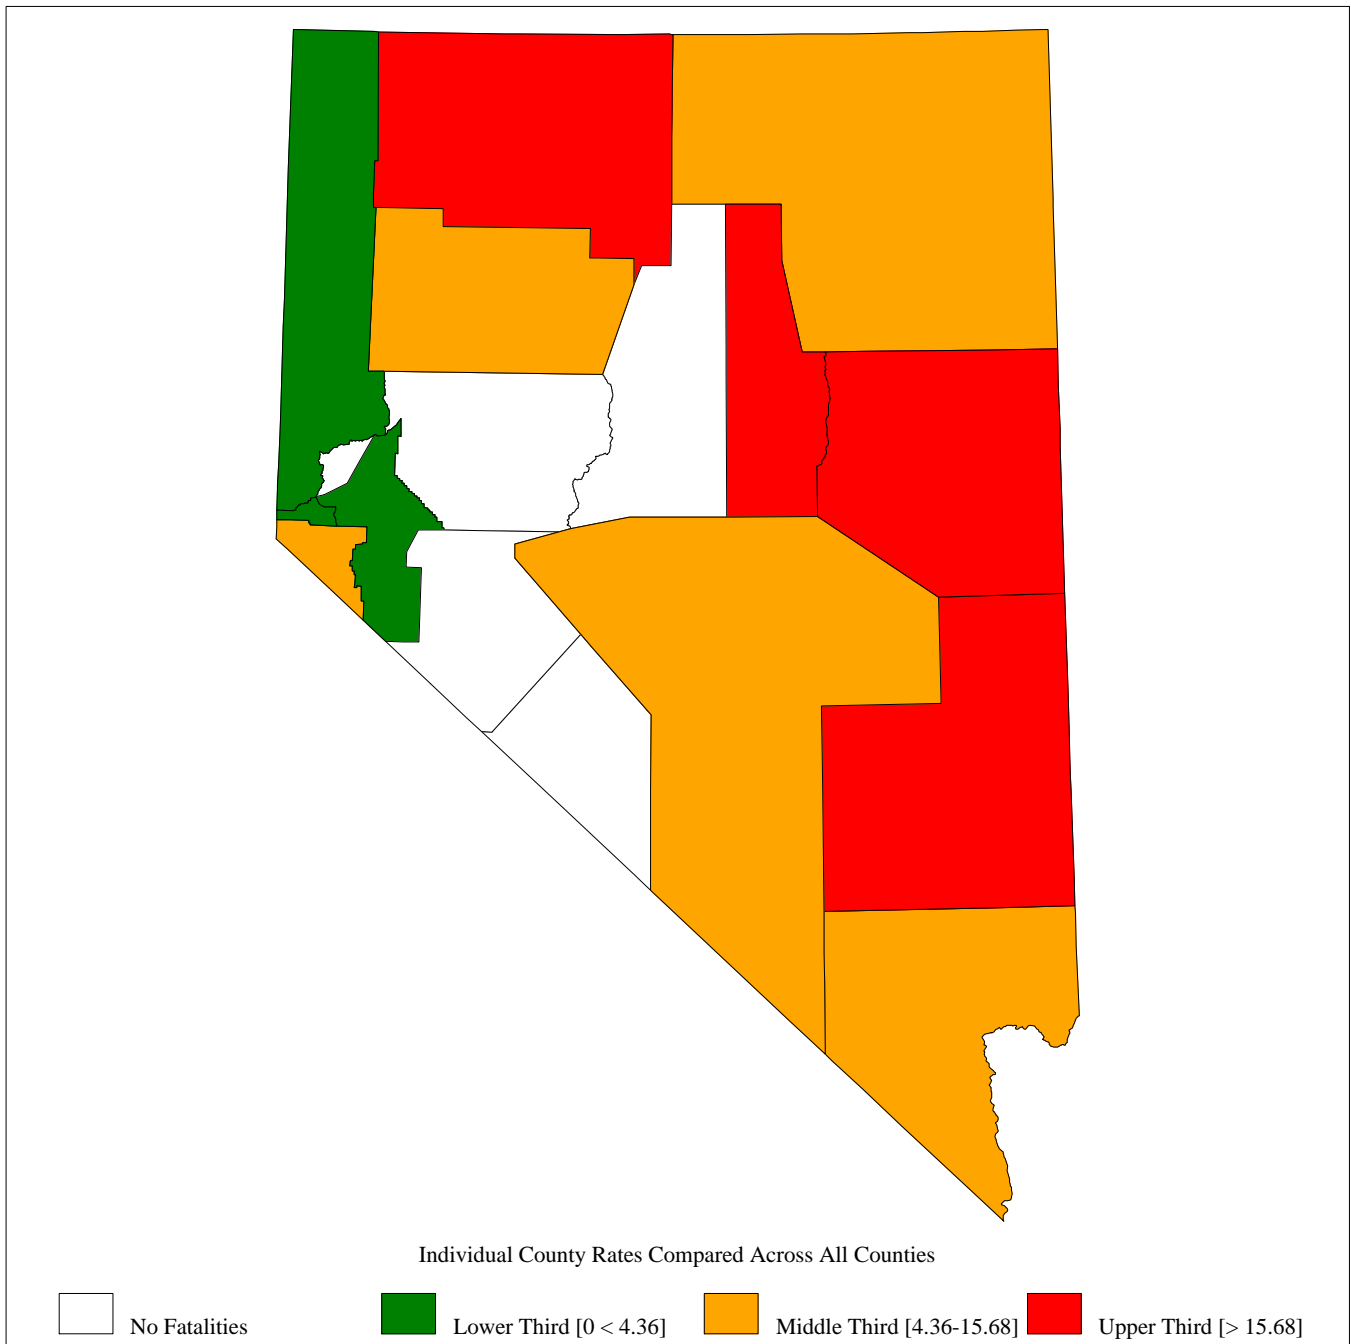 Individual County Rates Compared Across All Counties
No Fatalities Lower Third [0 < 4.36] Middle Third [4.36-15.68] Upper Third [> 15.68]